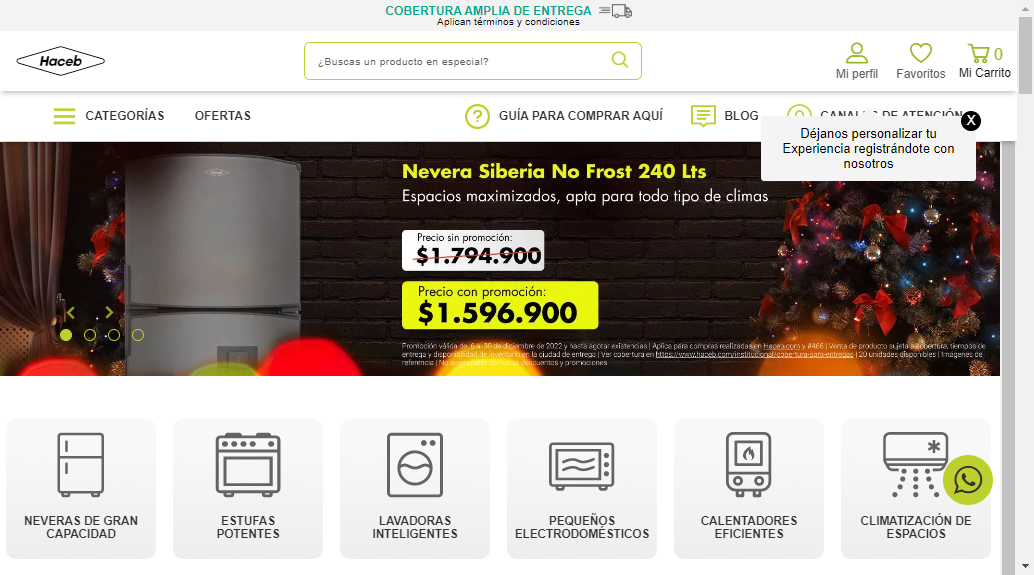 COBERTURA AMPLIA DE ENTREGA
Aplican términos y condiciones
Haceb
¿Buscas un producto en especial?
Mi perfil
Favoritos
0
Mi Carrito
CATEGORÍAS
OFERTAS
GUÍA PARA COMPRAR AQUÍ
BLOG
CANALES DE ATENCIÓN
X
Déjanos personalizar tu
Experiencia registrándote con
nosotros
Nevera Siberia No Frost 240 Lts
Espacios maximizados, apta para todo tipo de climas
Precio sin promoción:
$1.794.900
Precio con promoción:
$1.596.900
Promoción válida de 6 al 30 de diciembre de 2022 y hasta agotar existencias | Aplica para compras realizadas en Haceb.com y #466 | Venta de producto sujeta a cobertura, tiempos de
entrega y disponibilidad de inventario en la ciudad de entrega | Ver cobertura en https://www.haceb.com/institucional/cobertura-para-entregas | 20 unidades disponibles | Imágenes de
referencia | No acumulable con otros descuentos y promociones
NEVERAS DE GRAN
CAPACIDAD
ESTUFAS
POTENTES
LAVADORAS
INTELIGENTES
PEQUEÑOS
ELECTRODOMÉSTICOS
CALENTADORES
EFICIENTES
CLIMATIZACIÓN DE
ESPACIOS